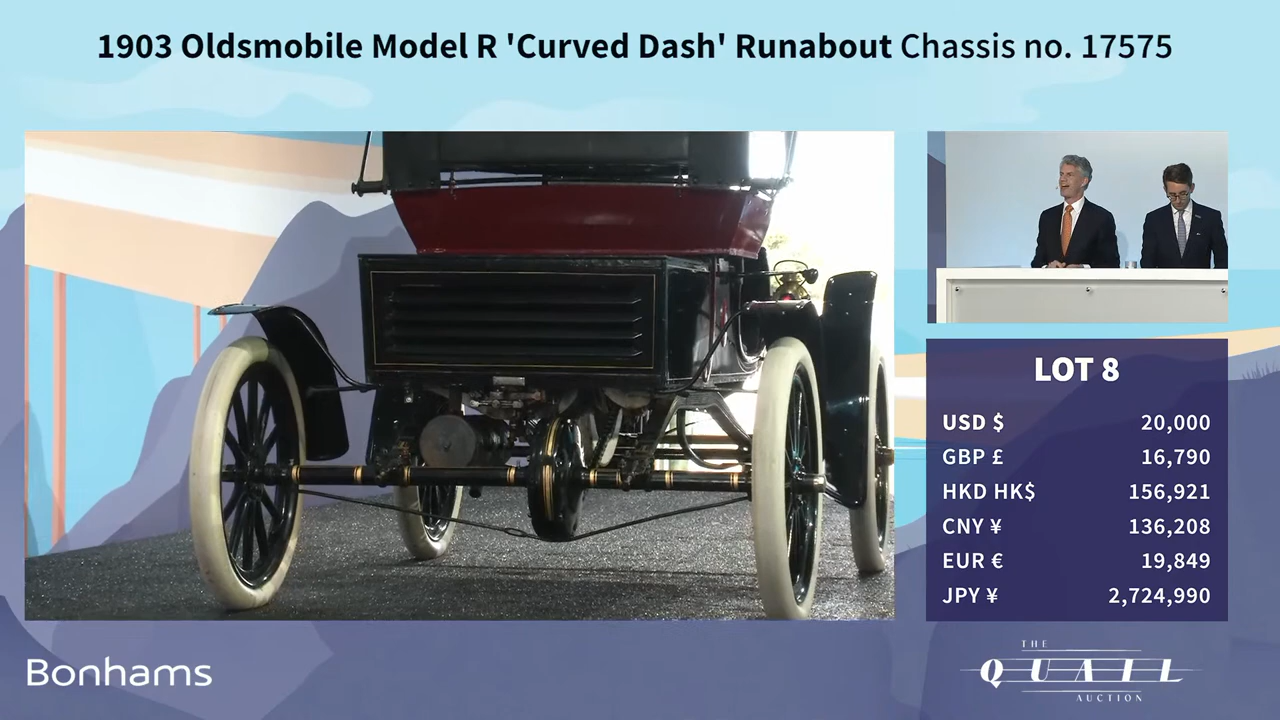 1903 Oldsmobile Model R 'Curved Dash' Runabout Chassis no. 17575
LOT 8
USD $ 20,000
GBP £ 16,790
HKD HK$ 156,921
CNY ¥ 136,208
EUR € 19,849
JPY ¥ 2,724,990
Bonhams
THE
QUAIL
AUCTION